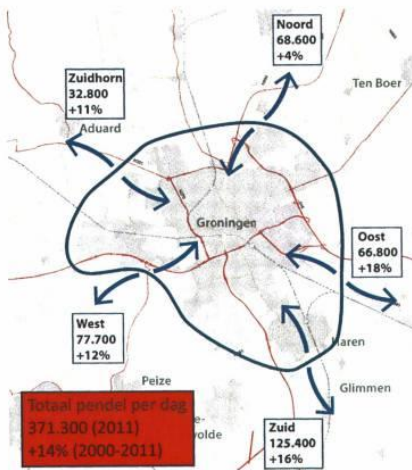 Noord
68.600
+4%
Zuidhorn
32.800
+11%
Ten Boer
Aduard
Groningen
Oost
66.800
+18%
West
77.700
+12%
Haren
Peize
Glimmen
Totaal pendel per dag
371.300 (2011)
+14% (2000-2011)
Zuid
125.400
+16%